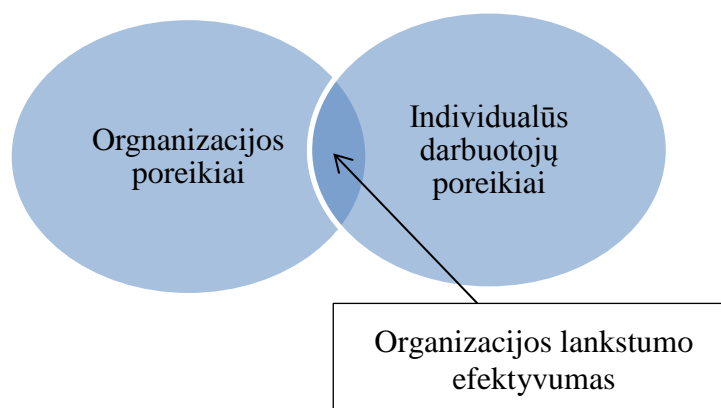 Orgnanizacijos
poreikiai
Individualūs
darbuotojų
poreikiai
Organizacijos lankstumo
efektyvumas